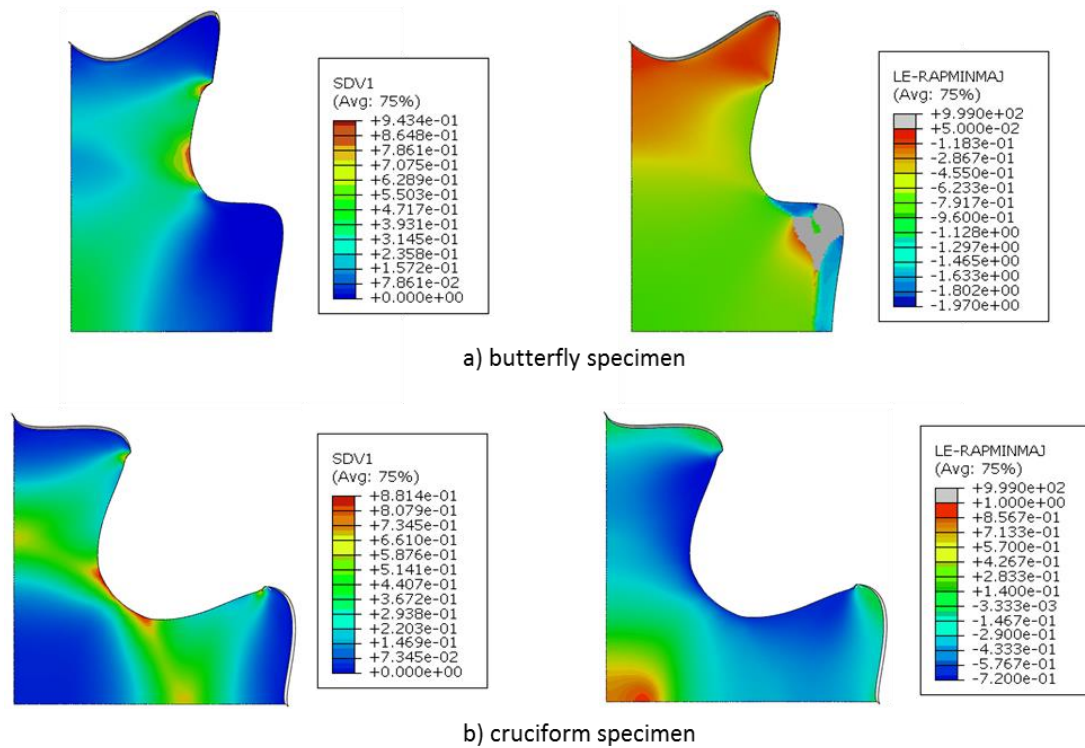 SDV1
(Avg: 75%)
+9.434e-01
+8.648e-01
+7.861e-01
+7.075e-01
+6.289e-01
+5.503e-01
+4.717e-01
+3.931e-01
+3.145e-01
+2.358e-01
+1.572e-01
+7.861e-02
+0.000e+00
LE-RAPMINMAJ
(Avg: 75%)
+9.990e+02
+5.000e-02
-1.183e-01
-2.867e-01
-4.550e-01
-6.233e-01
-7.917e-01
-9.600e-01
-1.128e+00
-1.297e+00
-1.465e+00
-1.633e+00
-1.802e+00
-1.970e+00
a) butterfly specimen
SDV1
(Avg: 75%)
+8.814e-01
+8.079e-01
+7.345e-01
+6.610e-01
+5.876e-01
+5.141e-01
+4.407e-01
+3.672e-01
+2.938e-01
+2.203e-01
+1.469e-01
+7.345e-02
+0.000e+00
LE-RAPMINMAJ
(Avg: 75%)
+9.990e+02
+1.000e+00
+8.567e-01
+7.133e-01
+5.700e-01
+4.267e-01
+2.833e-01
+1.400e-01
-3.333e-03
-1.467e-01
-2.900e-01
-4.333e-01
-5.767e-01
-7.200e-01
b) cruciform specimen